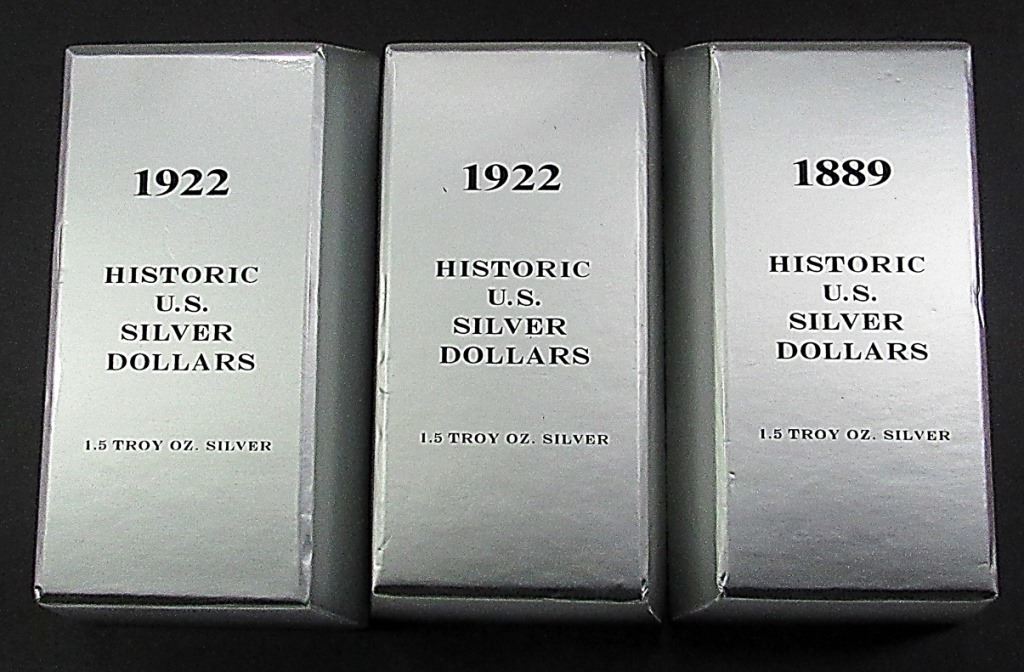 1922
HISTORIC
U.S.
SILVER
DOLLARS
1.5 TROY OZ. SILVER
1922
HISTORIC
U.S.
SILVER
DOLLARS
1.5 TROY OZ. SILVER
1889
HISTORIC
U.S.
SILVER
DOLLARS
1.5 TROY OZ. SILVER